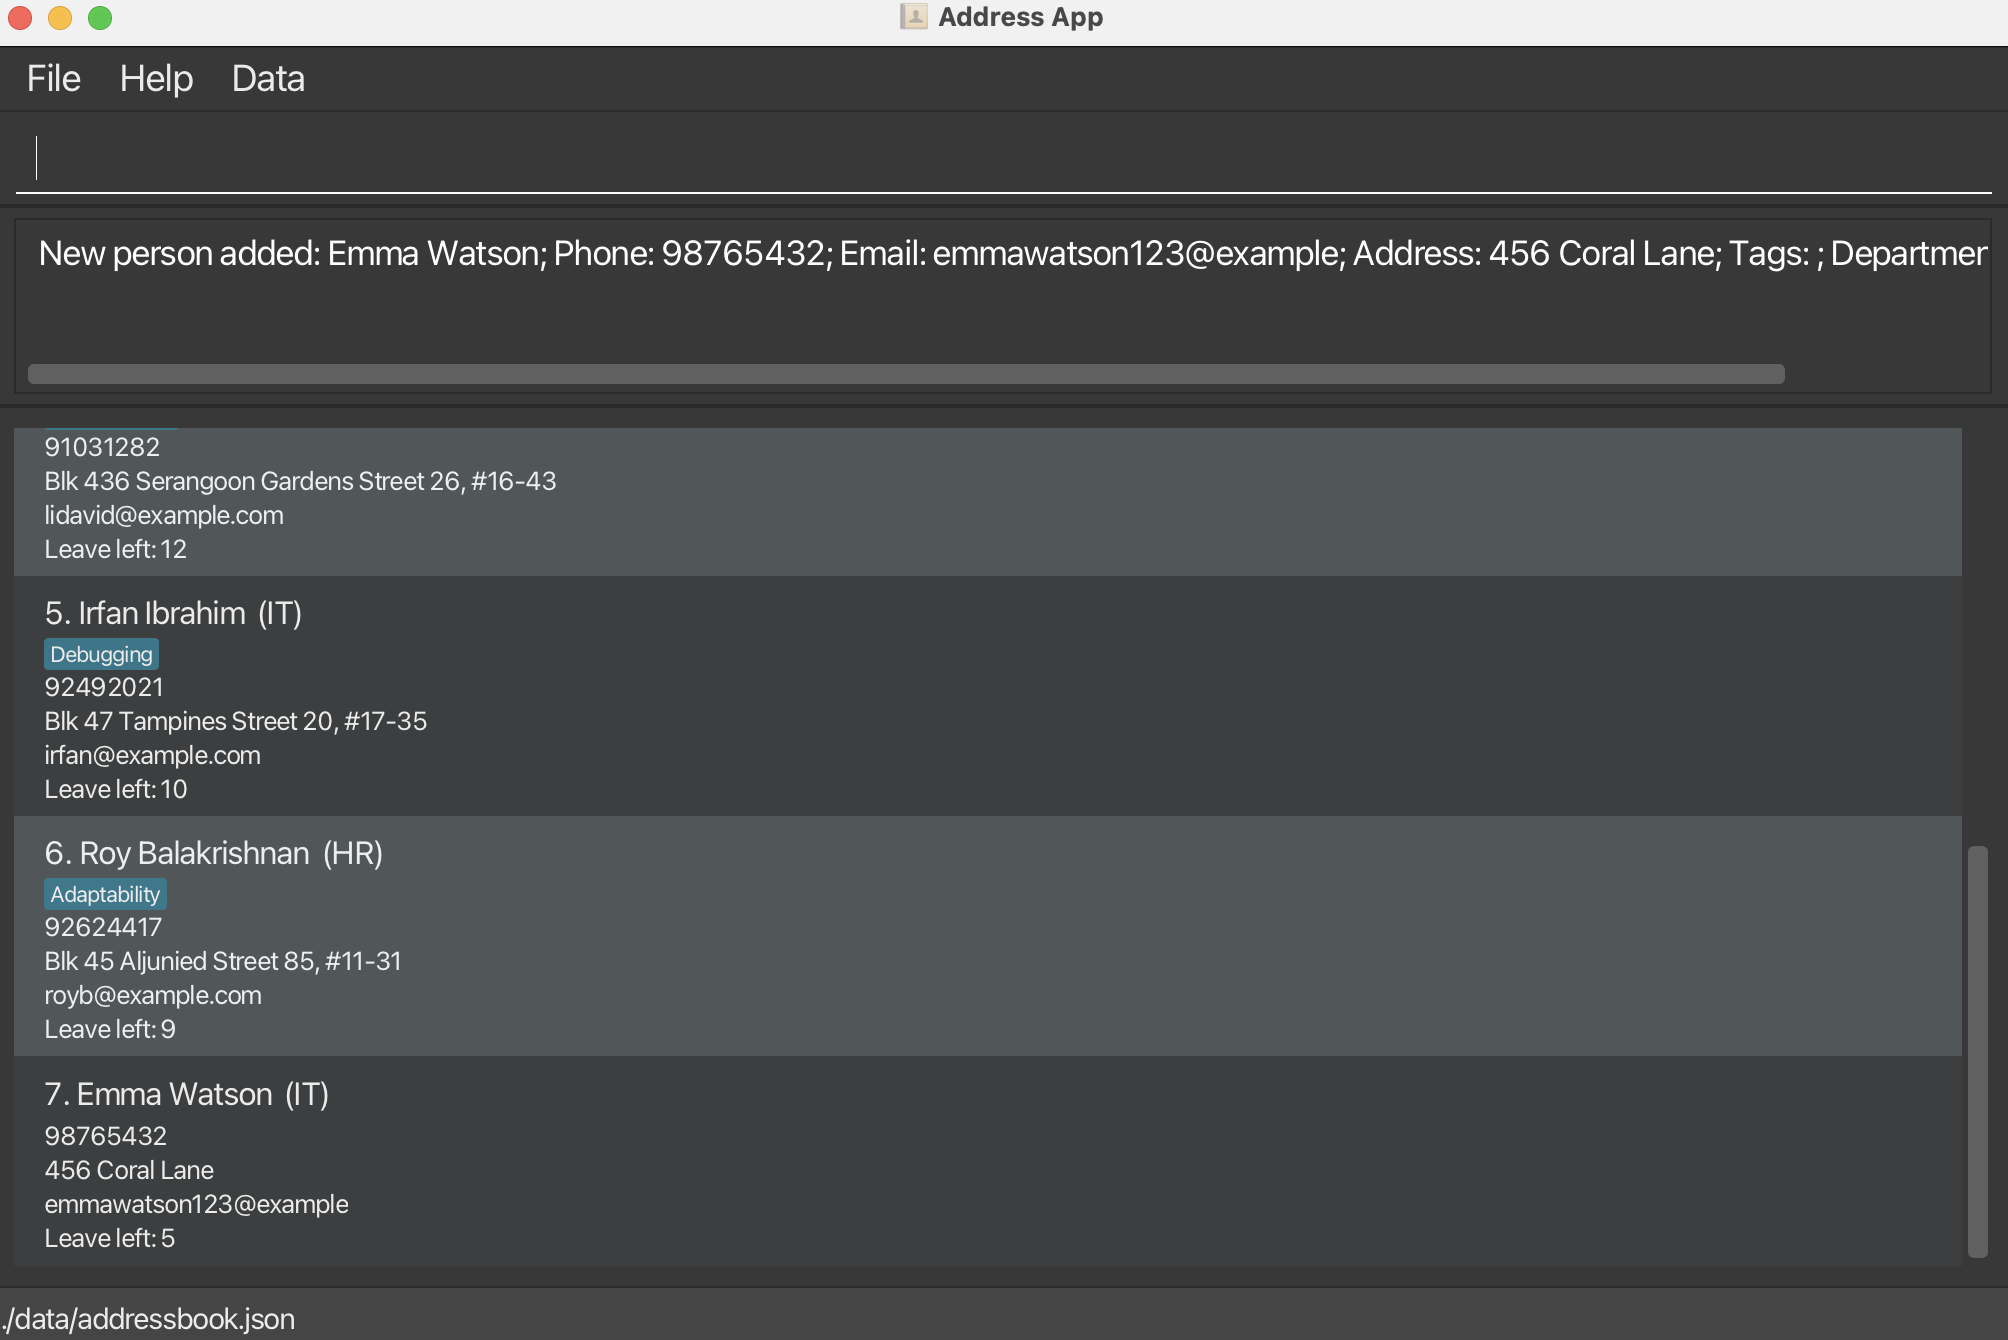 Address App
File Help Data
New person added: Emma Watson; Phone: 98765432; Email: emmawatson123@example; Address: 456 Coral Lane; Tags: ; Departmen
91031282
Blk 436 Serangoon Gardens Street 26, #16-43
lidavid@example.com
Leave left: 12
5. Irfan Ibrahim (IT)
Debugging
92492021
Blk 47 Tampines Street 20, #17-35
irfan@example.com
Leave left: 10
6. Roy Balakrishnan (HR)
Adaptability
92624417
Blk 45 Aljunied Street 85, #11-31
royb@example.com
Leave left: 9
7. Emma Watson (IT)
98765432
456 Coral Lane
emmawatson123@example
Leave left: 5
./data/addressbook.json